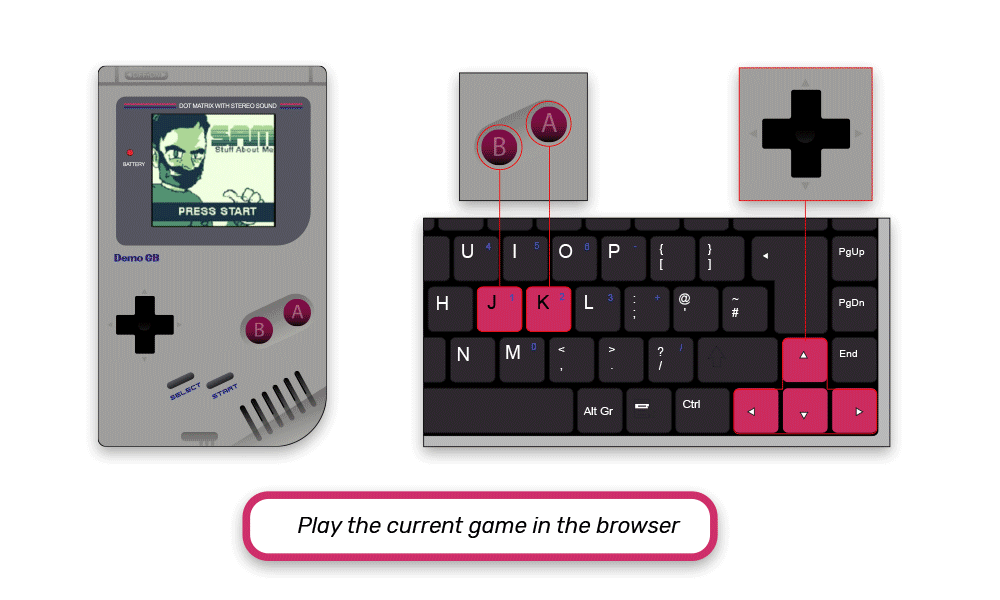 DOT MATRIX WITH STEREO SOUND
BATTERY
SAM
Stuff About Me
PRESS START
Demo GB
B
A
SELECT
START
B
A
U 4
I 5
O 6
P -
{
[
}
]
PgUp
H
J 1
K 2
L 3
:
;
+
@
'
~
#
PgDn
N
M 0
<
,
>
.
?
/
/
End
Alt Gr
Ctrl
Play the current game in the browser